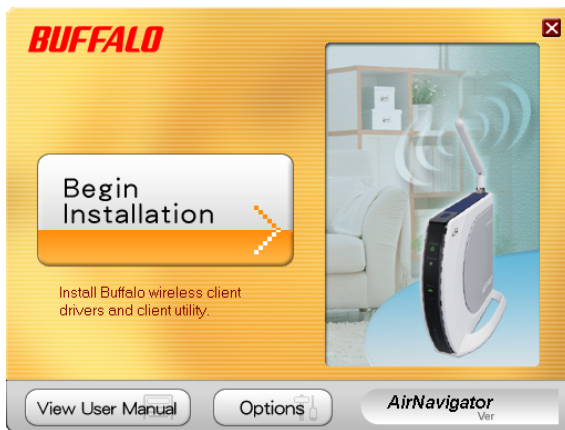 BUFFALO
Begin
Installation
Install Buffalo wireless client
drivers and client utility.
View User Manual
Options
AirNavigator
Ver